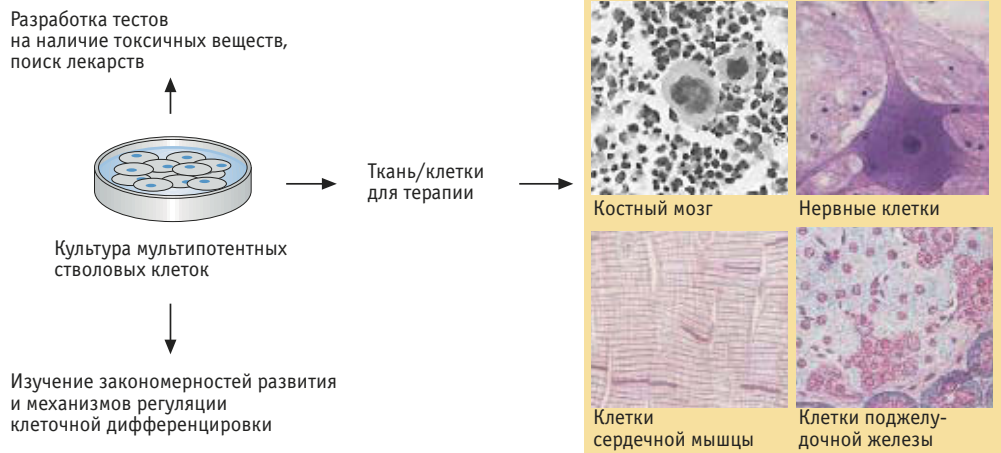 Разработка тестов
на наличие токсичных веществ,
поиск лекарств
Культура мультипотентных
стволовых клеток
Ткань/клетки
для терапии
Изучение закономерностей развития
и механизмов регуляции
клеточной дифференцировки
Костный мозг
Нервные клетки
Клетки
сердечной мышцы
Клетки поджелу-
дочной железы